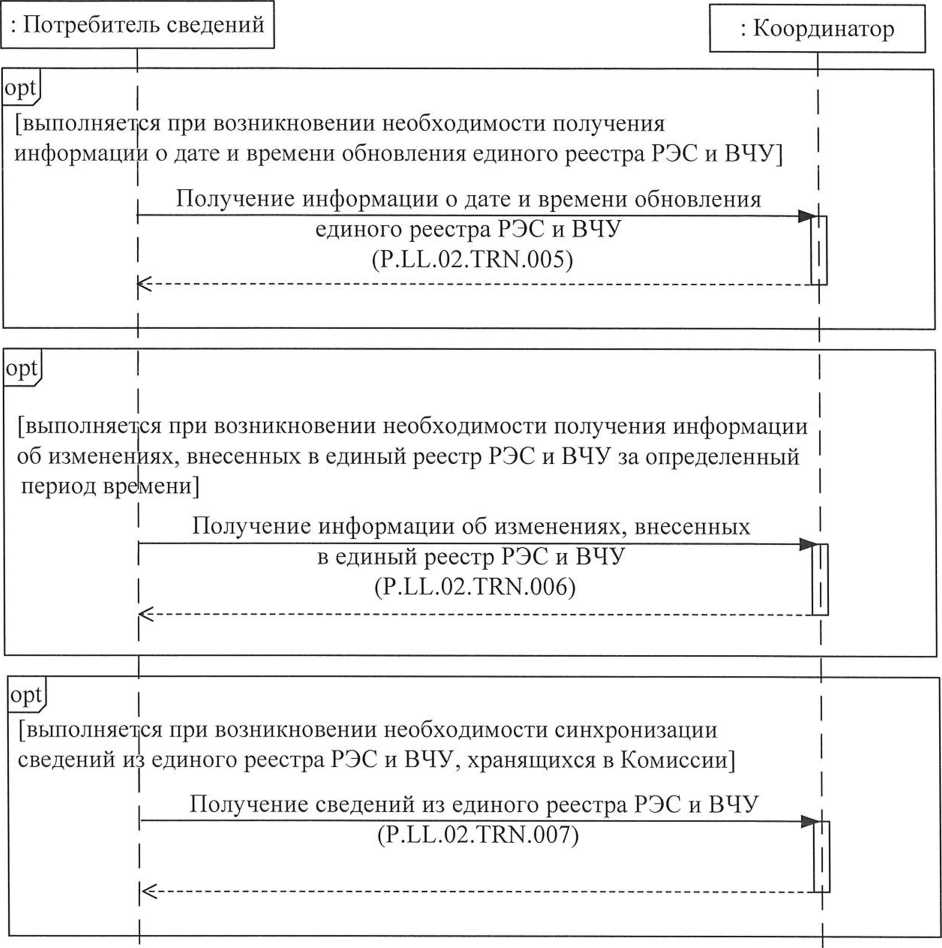 : Потребитель сведений
: Координатор
opt
[выполняется при возникновении необходимости получения
информации о дате и времени обновления единого реестра РЭС и ВЧУ]
Получение информации о дате и времени обновления
единого реестра РЭС и ВЧУ
(P.LL.02.TRN.005)
opt
[выполняется при возникновении необходимости получения информации
об изменениях, внесенных в единый реестр РЭС и ВЧУ за определенный
период времени]
Получение информации об изменениях, внесенных
в единый реестр РЭС и ВЧУ
(P.LL.02.TRN.006)
opt
[выполняется при возникновении необходимости синхронизации
сведений из единого реестра РЭС и ВЧУ, хранящихся в Комиссии]
Получение сведений из единого реестра РЭС и ВЧУ
(P.LL.02.TRN.007)